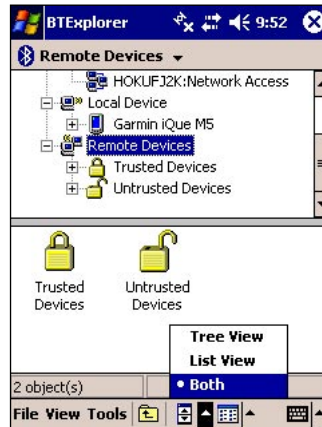 BTExplorer 9:52
Remote Devices
HOKUFJ2K:Network Access
Local Device
Garmin iQue M5
Remote Devices
Trusted Devices
Untrusted Devices
Trusted Devices
Untrusted Devices
Tree View
List View
• Both
2 object(s)
File View Tools